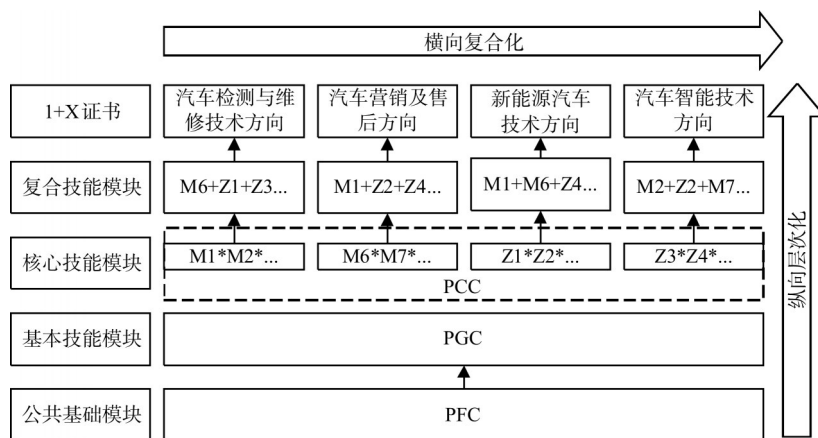 横向复合化
1+X证书
汽车检测与维
修技术方向
汽车营销及售
后方向
新能源汽车
技术方向
汽车智能技术
方向
复合技能模块
M6+Z1+Z3...
M1+Z2+Z4...
M1+M6+Z4...
M2+Z2+M7...
核心技能模块
M1*M2*...
M6*M7*...
Z1*Z2*...
Z3*Z4*...
PCC
基本技能模块
PGC
公共基础模块
PFC
纵向层次化